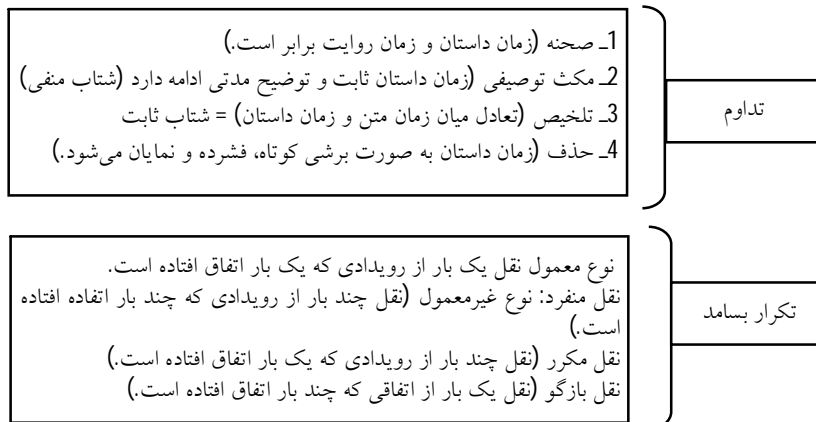 1ـ صحنه (زمان داستان و زمان روایت برابر است.)
2ـ مکث توصیفی (زمان داستان ثابت و توضیح مدتی ادامه دارد (شتاب منفی)
3ـ تلخیص (تعادل میان زمان متن و زمان داستان) = شتاب ثابت
4ـ حذف (زمان داستان به صورت برشی کوتاه، فشرده و نمایان می‌شود.)
تداوم
نوع معمول نقل یک بار از رویدادی که یک بار اتفاق افتاده است.
نقل منفرد: نوع غیرمعمول (نقل چند بار از رویدادی که چند بار اتفاده افتاده
است.)
نقل مکرر (نقل چند بار از رویدادی که یک بار اتفاق افتاده است.)
نقل بازگو (نقل یک بار از اتفاقی که چند بار اتفاق افتاده است.)
تکرار بسامد